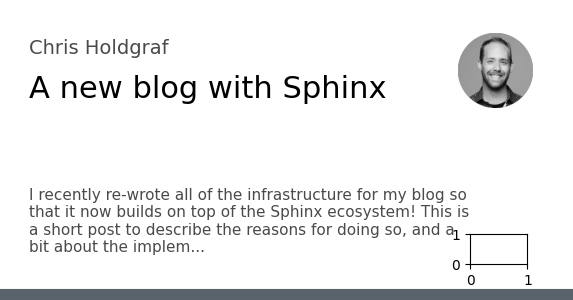 Chris Holdgraf
A new blog with Sphinx
I recently re-wrote all of the infrastructure for my blog so
that it now builds on top of the Sphinx ecosystem! This is
a short post to describe the reasons for doing so, and a
bit about the implem...
1
0
0 1